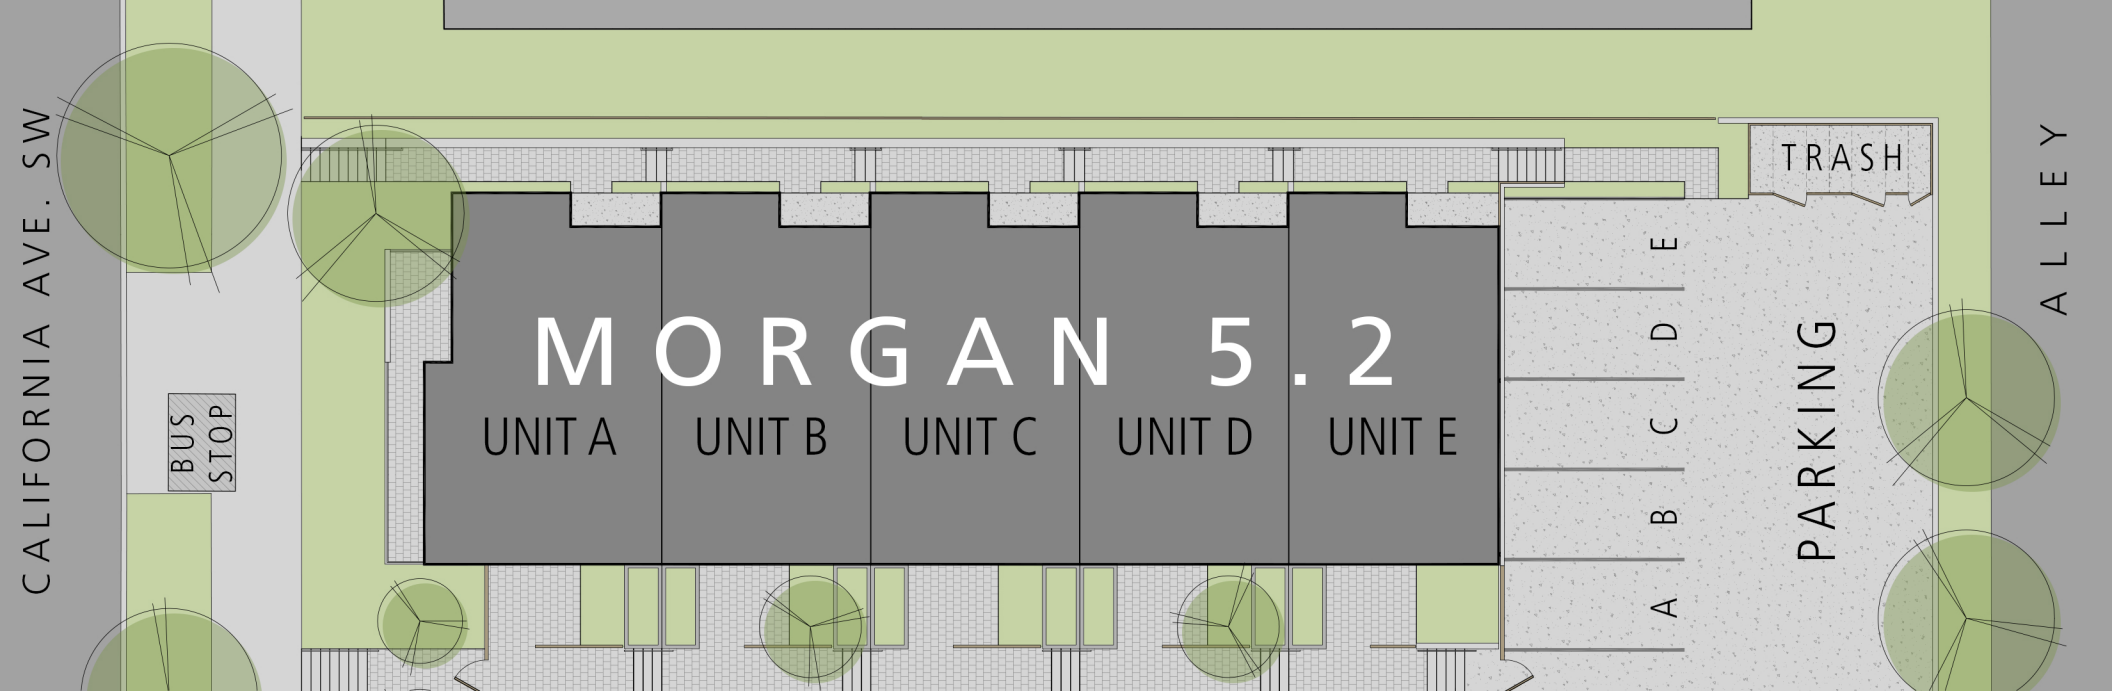 CALIFORNIA AVE. SW
BUS
STOP
MORGAN 5.2
UNIT A
UNIT B
UNIT C
UNIT D
UNIT E
TRASH
E
D
C
B
A
PARKING
ALLEY